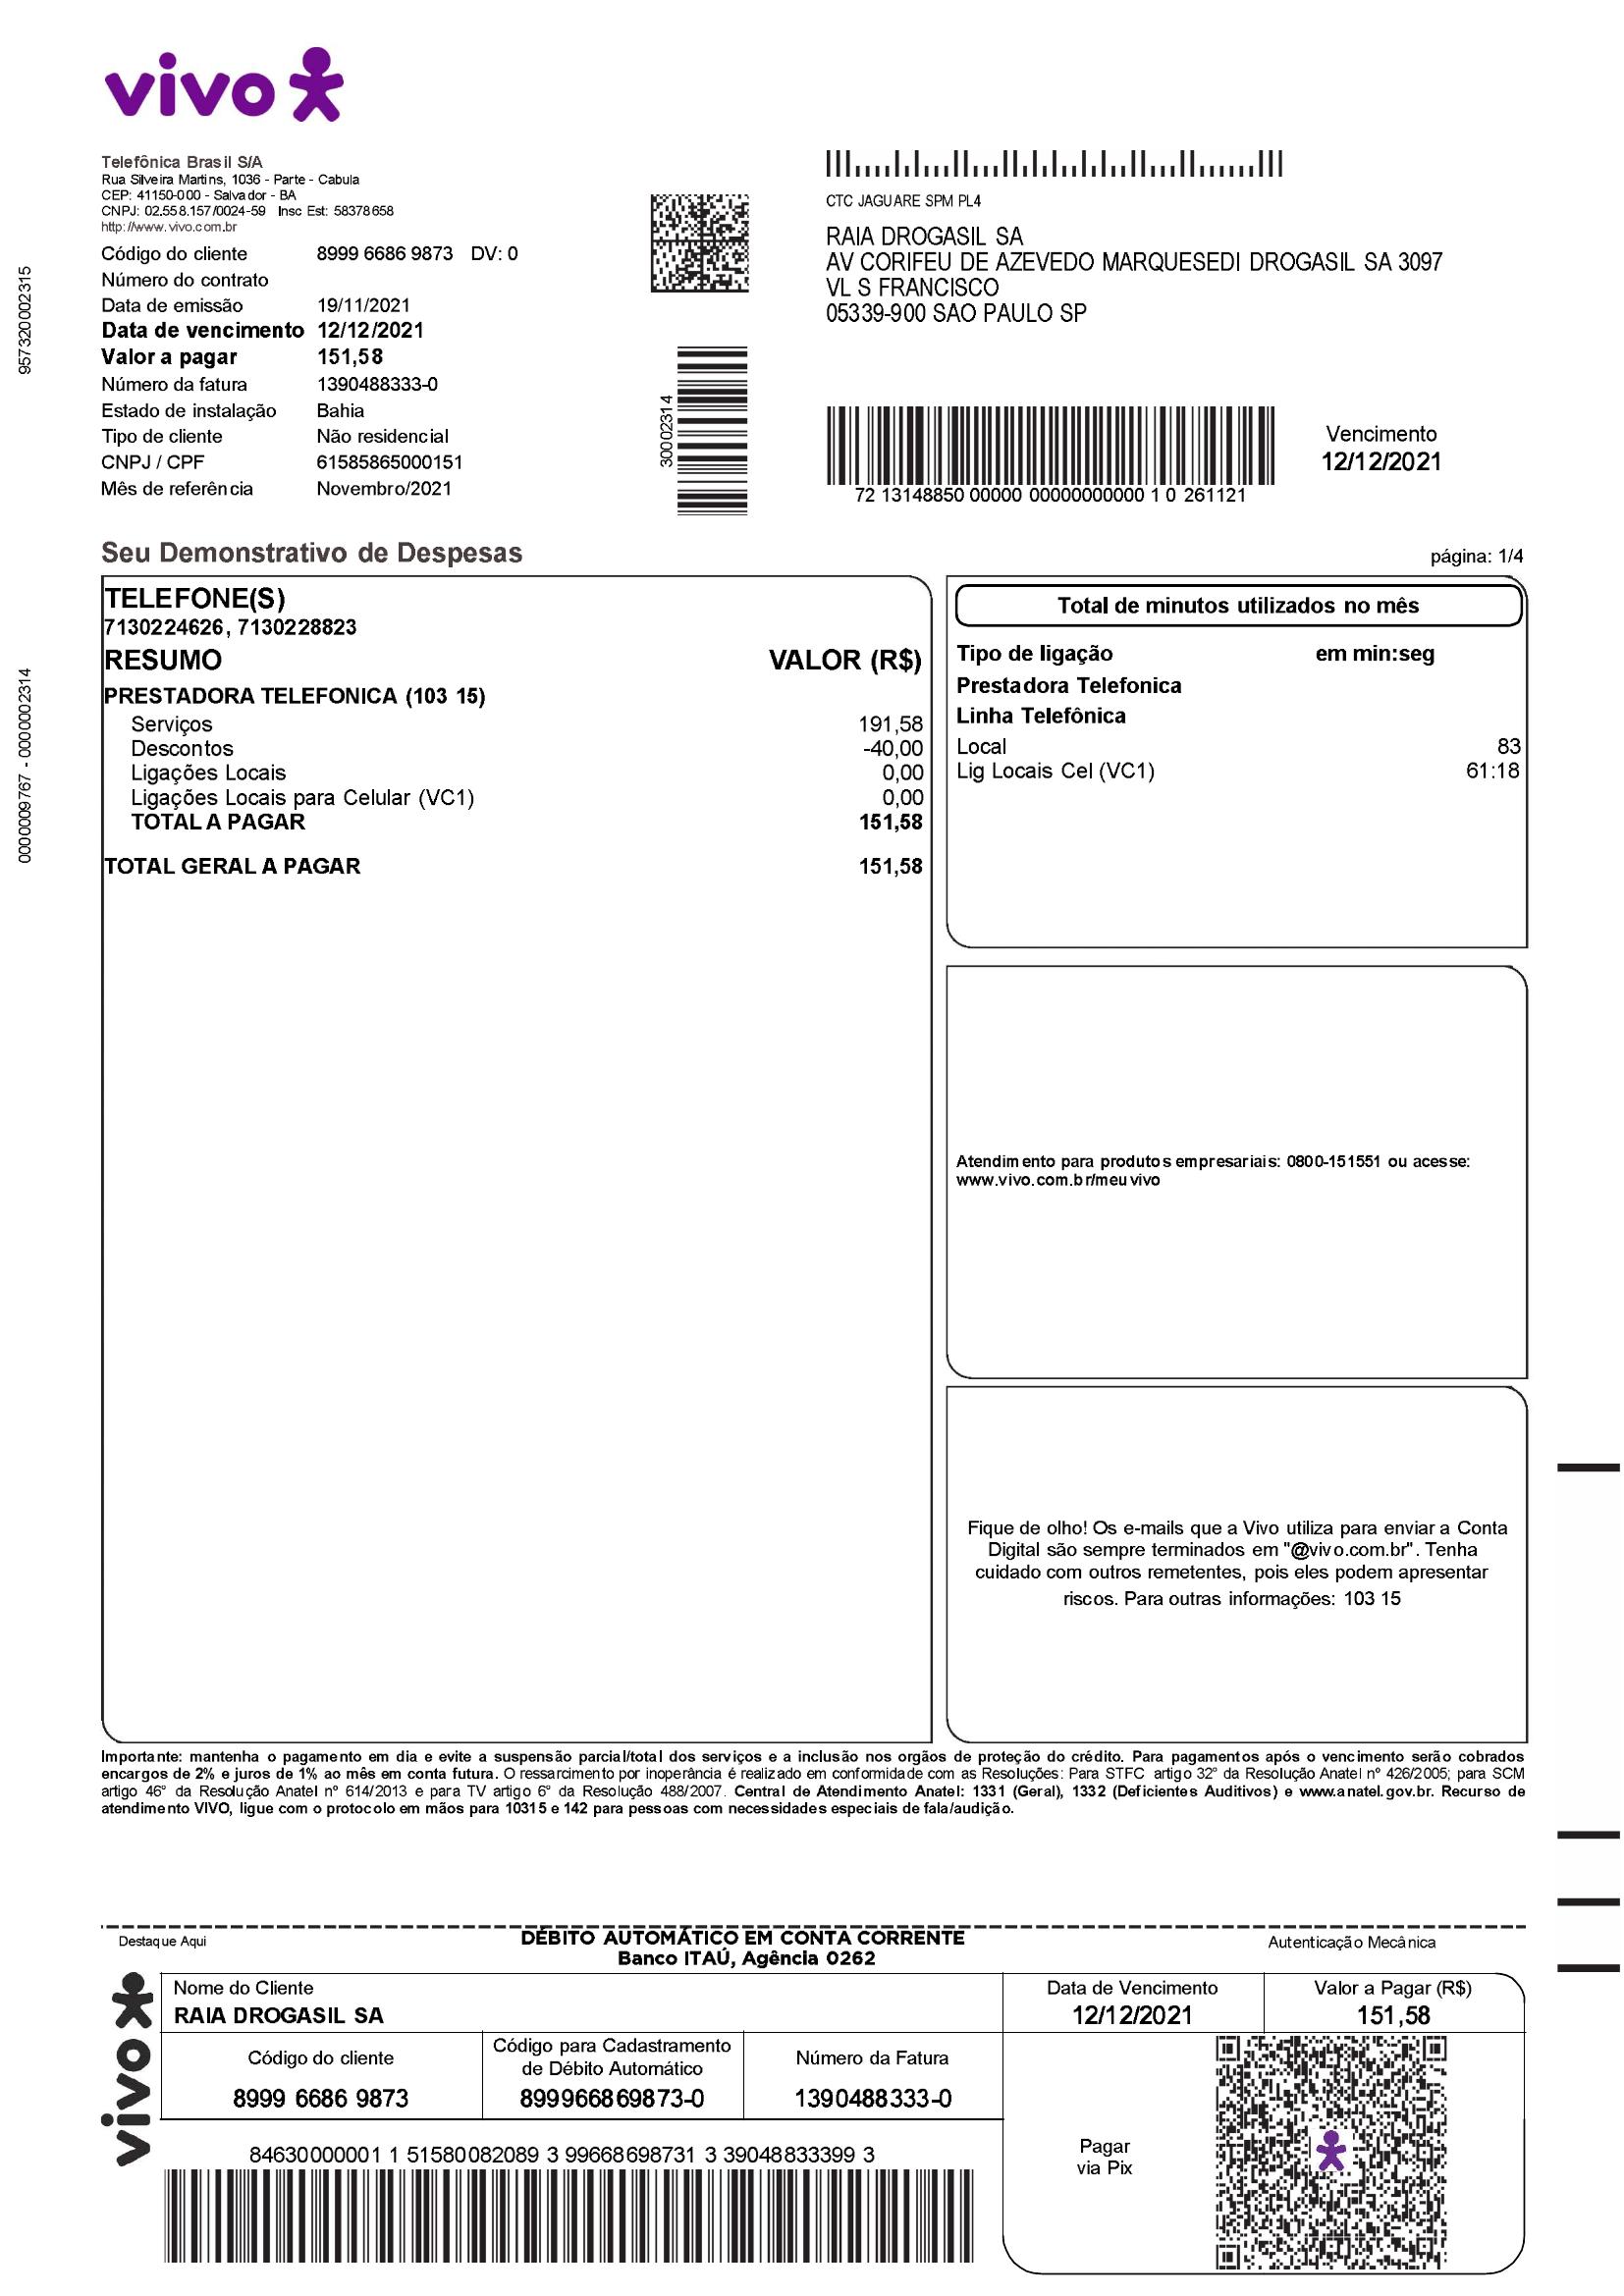 vivo
Telefônica Brasil S/A
Rua Silveira Martins, 1036 - Parte - Cabula
CEP: 41150-000 - Salvador - BA
CNPJ: 02.558.157/0024-59 Insc Est: 58378658
http://www.vivo.com.br
Código do cliente 8999 6686 9873 DV: 0
Número do contrato
Data de emissão 19/11/2021
Data de vencimento 12/12/2021
Valor a pagar 151,58
Número da fatura 1390488333-0
Estado de instalação Bahia
Tipo de cliente Não residencial
CNPJ / CPF 61585865000151
Mês de referência Novembro/2021
957320002315
0000009767 - 0000002314
30002314
CTC JAGUARE SPM PL4
RAIA DROGASIL SA
AV CORIFEU DE AZEVEDO MARQUESEDI DROGASIL SA 3097
VL S FRANCISCO
05339-900 SAO PAULO SP
72 13148850 00000 00000000000 1 0 261121
Vencimento
12/12/2021
Seu Demonstrativo de Despesas
página: 1/4
TELEFONE(S)
7130224626, 7130228823
RESUMO VALOR (R$)
PRESTADORA TELEFONICA (103 15)
Serviços 191,58
Descontos -40,00
Ligações Locais 0,00
Ligações Locais para Celular (VC1) 0,00
TOTAL A PAGAR 151,58
TOTAL GERAL A PAGAR 151,58
Total de minutos utilizados no mês
Tipo de ligação em min:seg
Prestadora Telefonica
Linha Telefônica
Local 83
Lig Locais Cel (VC1) 61:18
Atendimento para produtos empresariais: 0800-151551 ou acesse:
www.vivo.com.br/meuvivo
Fique de olho! Os e-mails que a Vivo utiliza para enviar a Conta
Digital são sempre terminados em "@vivo.com.br". Tenha
cuidado com outros remetentes, pois eles podem apresentar
riscos. Para outras informações: 103 15
Importante: mantenha o pagamento em dia e evite a suspensão parcial/total dos serviços e a inclusão nos orgãos de proteção do crédito. Para pagamentos após o vencimento serão cobrados
encargos de 2% e juros de 1% ao mês em conta futura. O ressarcimento por inoperância é realizado em conformidade com as Resoluções: Para STFC artigo 32° da Resolução Anatel nº 426/2005; para SCM
artigo 46° da Resolução Anatel nº 614/2013 e para TV artigo 6° da Resolução 488/2007. Central de Atendimento Anatel: 1331 (Geral), 1332 (Deficientes Auditivos) e www.anatel.gov.br. Recurso de
atendimento VIVO, ligue com o protocolo em mãos para 10315 e 142 para pessoas com necessidades especiais de fala/audição.
Destaque Aqui
DÉBITO AUTOMÁTICO EM CONTA CORRENTE
Banco ITAÚ, Agência 0262
Autenticação Mecânica
vivo
Nome do Cliente
RAIA DROGASIL SA
Data de Vencimento
12/12/2021
Valor a Pagar (R$)
151,58
Código do cliente
8999 6686 9873
Código para Cadastramento
de Débito Automático
899966869873-0
Número da Fatura
1390488333-0
84630000001 1 51580082089 3 99668698731 3 39048833399 3
Pagar
via Pix